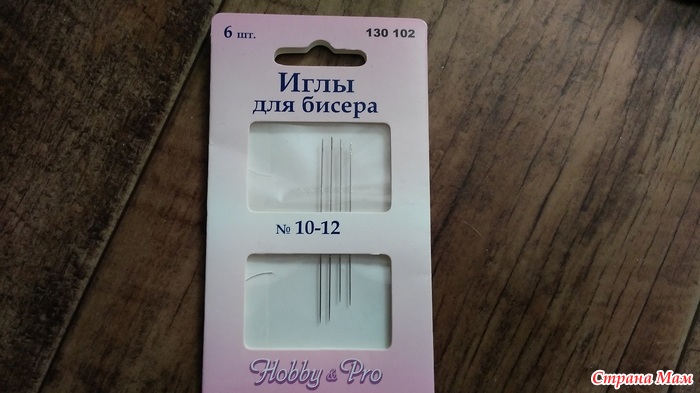 6 шт. 130 102
Иглы
для бисера
№ 10-12
Hobby & Pro
Страна Мам